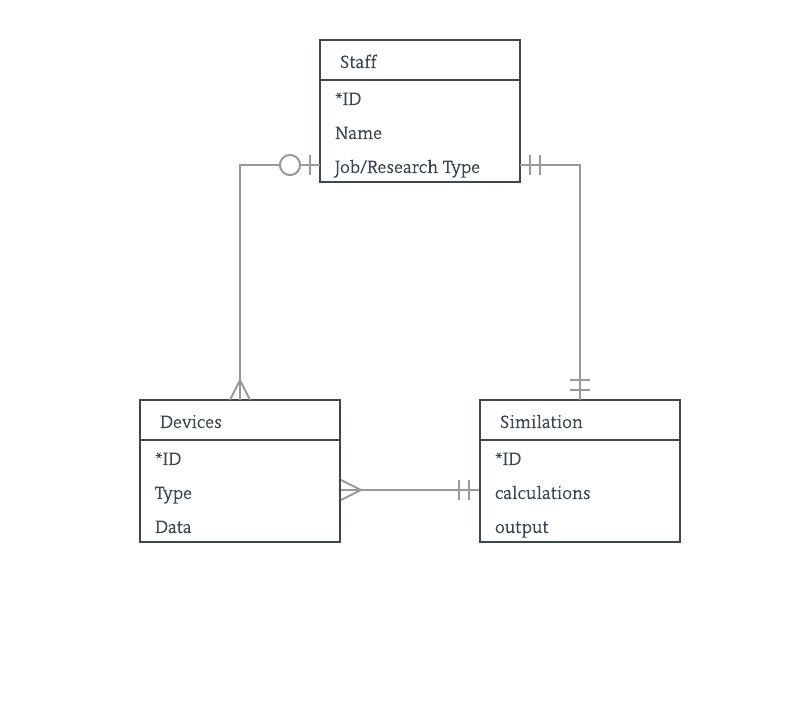 Staff
*ID
Name
Job/Research Type
Devices
*ID
Type
Data
Similation
*ID
calculations
output